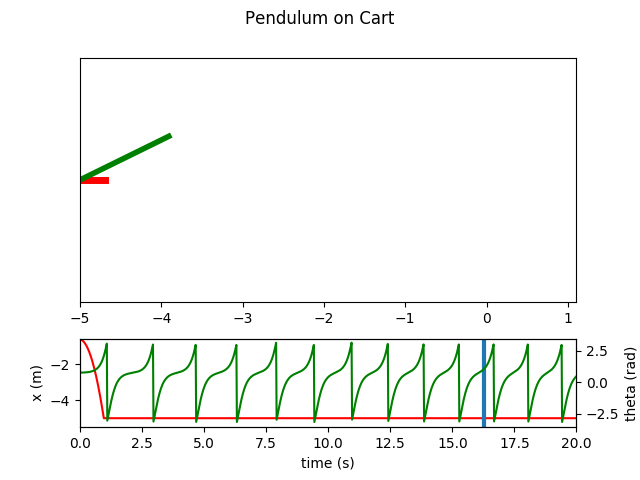 Pendulum on Cart
−5 −4 −3 −2 −1 0 1
−2
−4
x (m)
2.5
0.0
−2.5
theta (rad)
0.0 2.5 5.0 7.5 10.0 12.5 15.0 17.5 20.0
time (s)